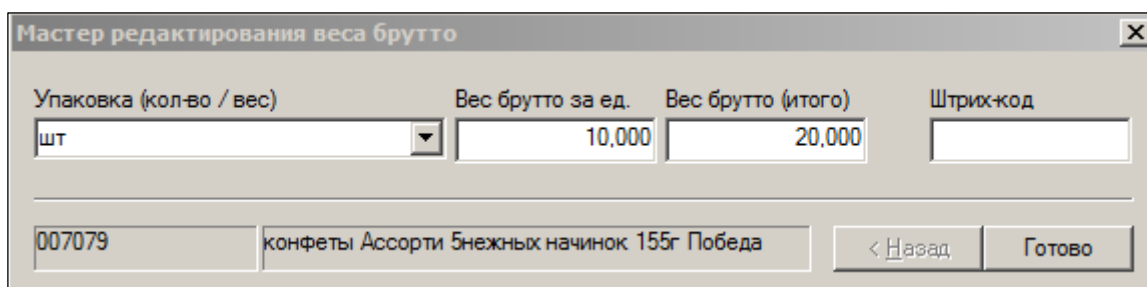 Мастер редактирования веса брутто
Упаковка (кол-во / вес) Вес брутто за ед. Вес брутто (итого) Штрих-код
шт 10,000 20,000
007079 конфеты Ассорти 5нежных начинок 155г Победа < Назад Готово